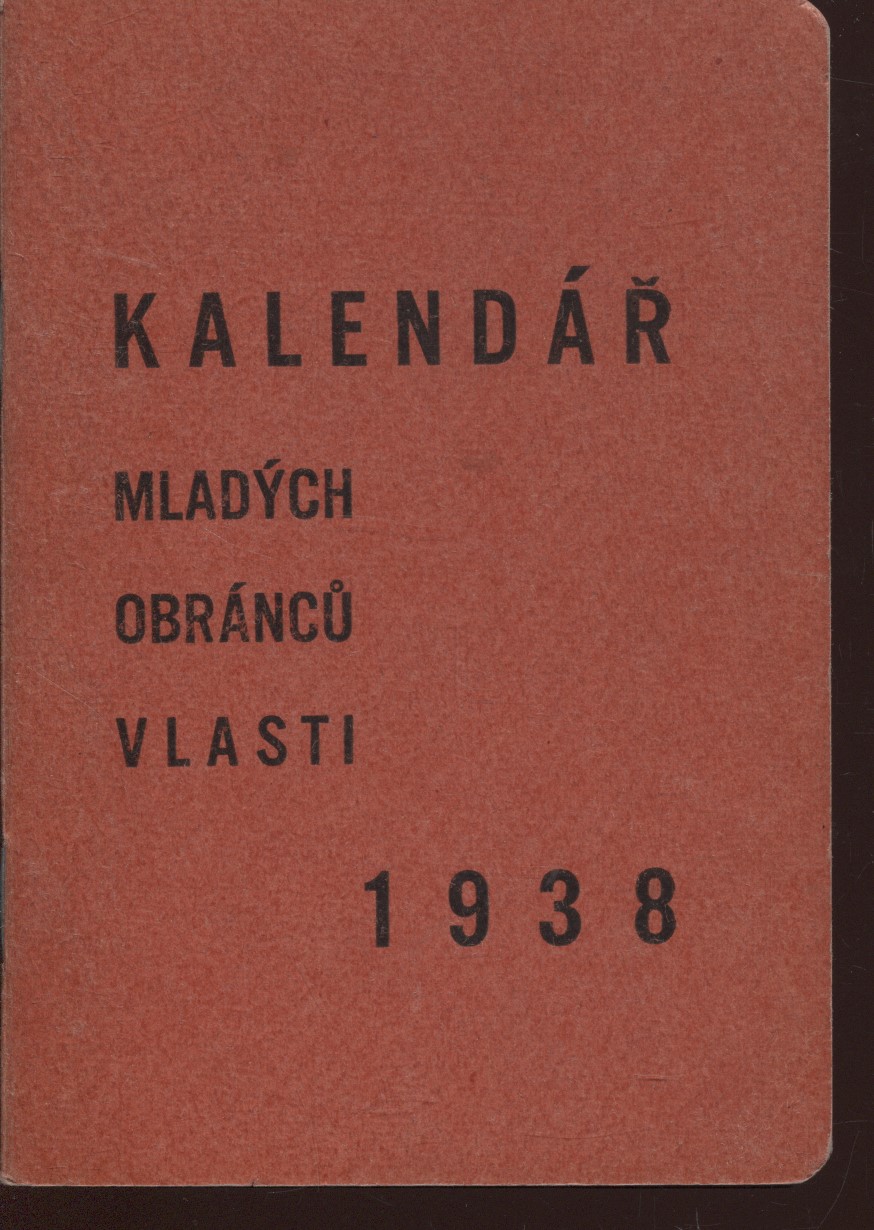 KALENDÁŘ
MLADÝCH
OBRÁNCŮ
VLASTI
1938